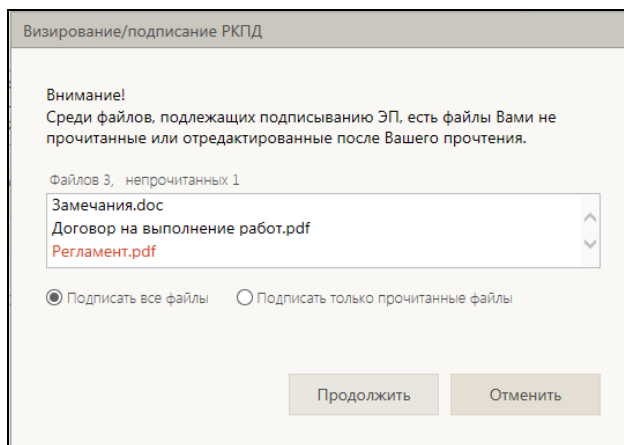 Визирование/подписание РКПД
Внимание!
Среди файлов, подлежащих подписыванию ЭП, есть файлы Вами не
прочитанные или отредактированные после Вашего прочтения.
Файлов 3, непрочитанных 1
Замечания.doc
Договор на выполнение работ.pdf
Регламент.pdf
Подписать все файлы Подписать только прочитанные файлы
Продолжить Отменить